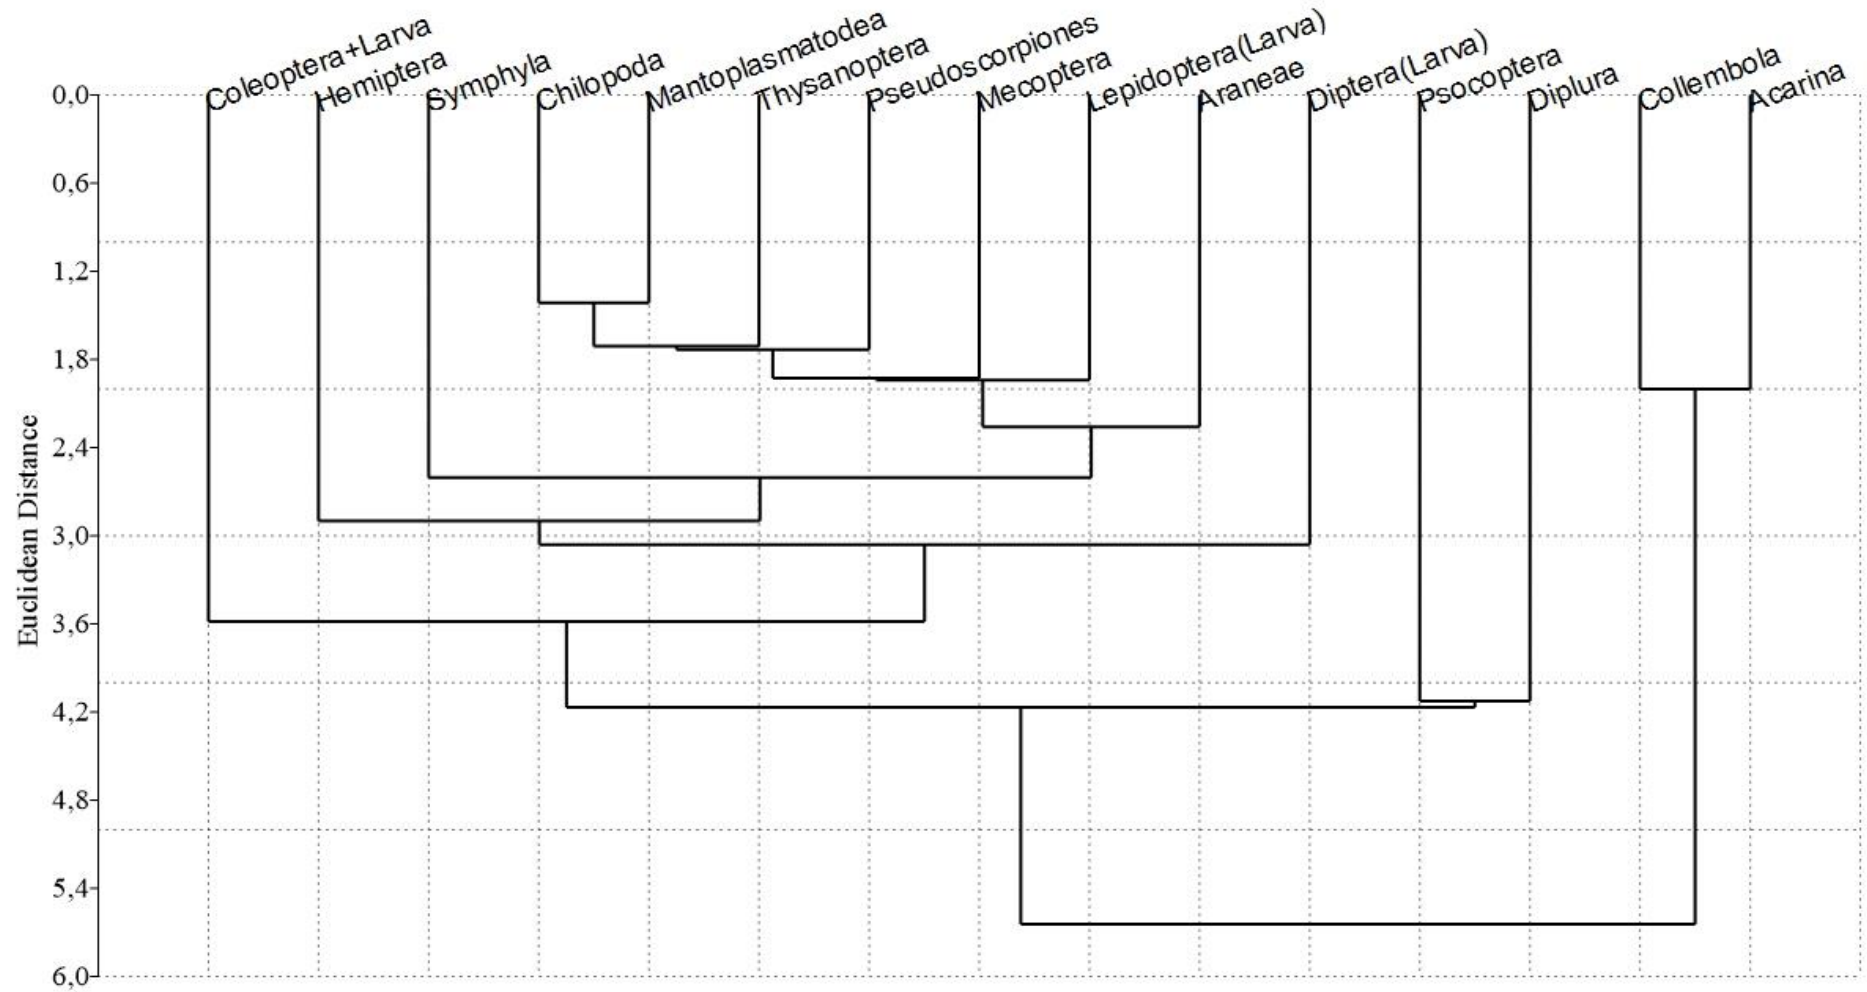 Coleoptera+Larva
Hemiptera
Symphyla
Chilopoda
Mantoplasmatodea
Thysanoptera
Pseudoscorpiones
Mecoptera
Lepidoptera(Larva)
Araneae
Diptera(Larva)
Psocoptera
Diplura
Collembola
Acarina
0,0
0,6
1,2
1,8
2,4
3,0
3,6
4,2
4,8
5,4
6,0
Euclidean Distance